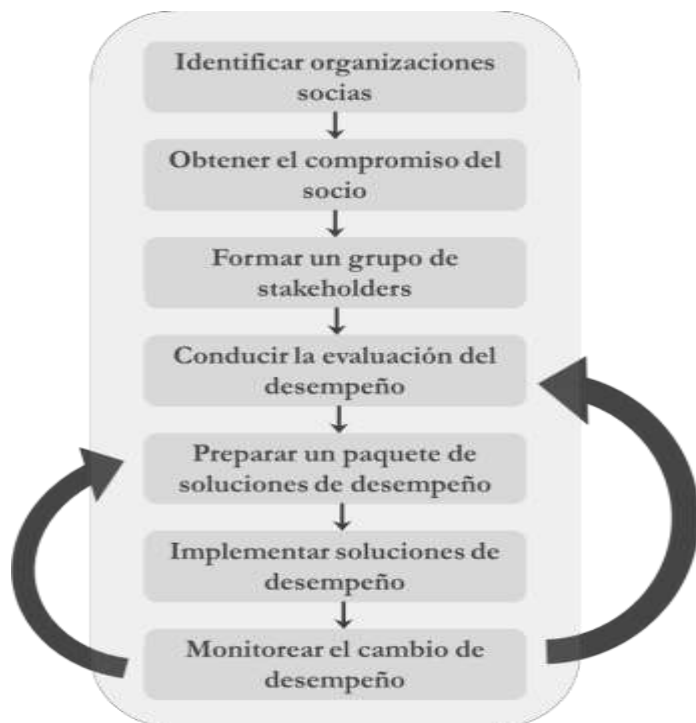 Identificar organizaciones
socias
Obtener el compromiso del
socio
Formar un grupo de
stakeholders
Conducir la evaluación del
desempeño
Preparar un paquete de
soluciones de desempeño
Implementar soluciones de
desempeño
Monitorear el cambio de
desempeño